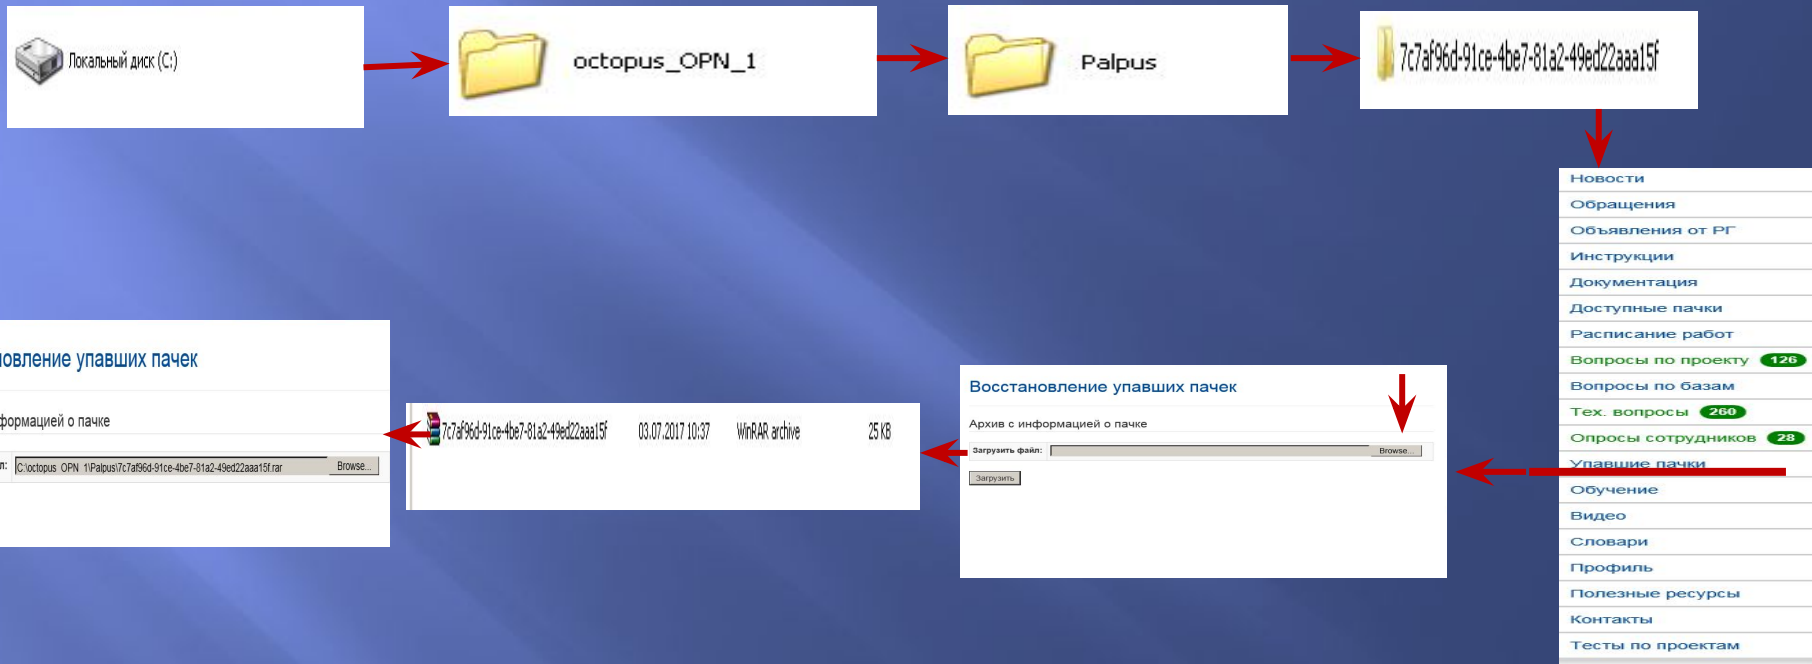 Локальный диск (C:)
octopus_OPN_1
Palpus
7c7af96d-91ce-4be7-81a2-49ed22aaa15f
Новости
Обращения
Объявления от РГ
Инструкции
Документация
Доступные пачки
Расписание работ
Вопросы по проекту 126
Вопросы по базам
Тех. вопросы 260
Опросы сотрудников 28
Упавшие пачки
Обучение
Видео
Словари
Профиль
Полезные ресурсы
Контакты
Тесты по проектам
Восстановление упавших пачек
Архив с информацией о пачке
Загрузить файл: Browse...
Загрузить
7c7af96d-91ce-4be7-81a2-49ed22aaa15f 03.07.2017 10:37 WinRAR archive 25 KB
новление упавших пачек
формацией о пачке
л: C:\octopus_OPN_1\Palpus\7c7af96d-91ce-4be7-81a2-49ed22aaa15f.rar Browse...